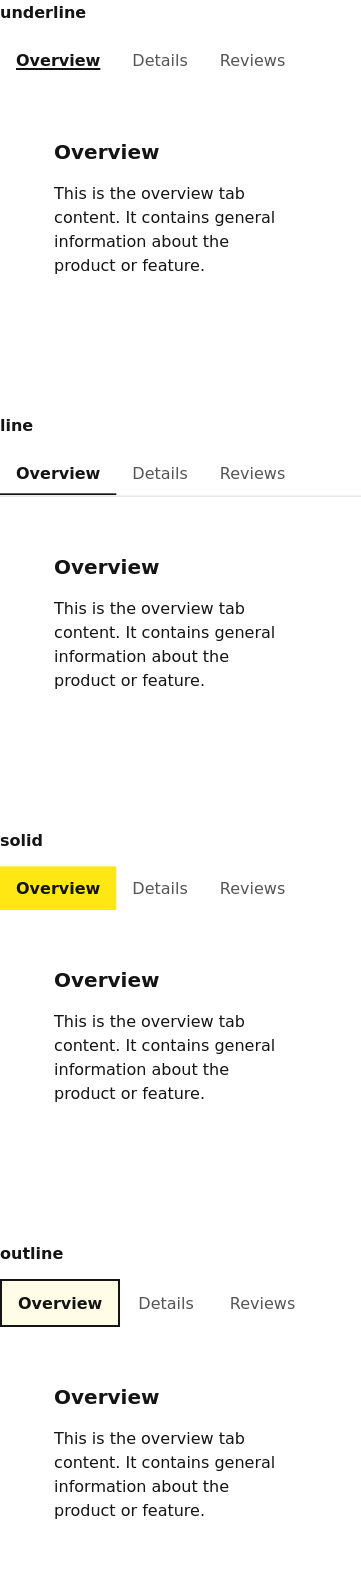 underline
Overview Details Reviews
Overview
This is the overview tab
content. It contains general
information about the
product or feature.
line
Overview Details Reviews
Overview
This is the overview tab
content. It contains general
information about the
product or feature.
solid
Overview Details Reviews
Overview
This is the overview tab
content. It contains general
information about the
product or feature.
outline
Overview Details Reviews
Overview
This is the overview tab
content. It contains general
information about the
product or feature.